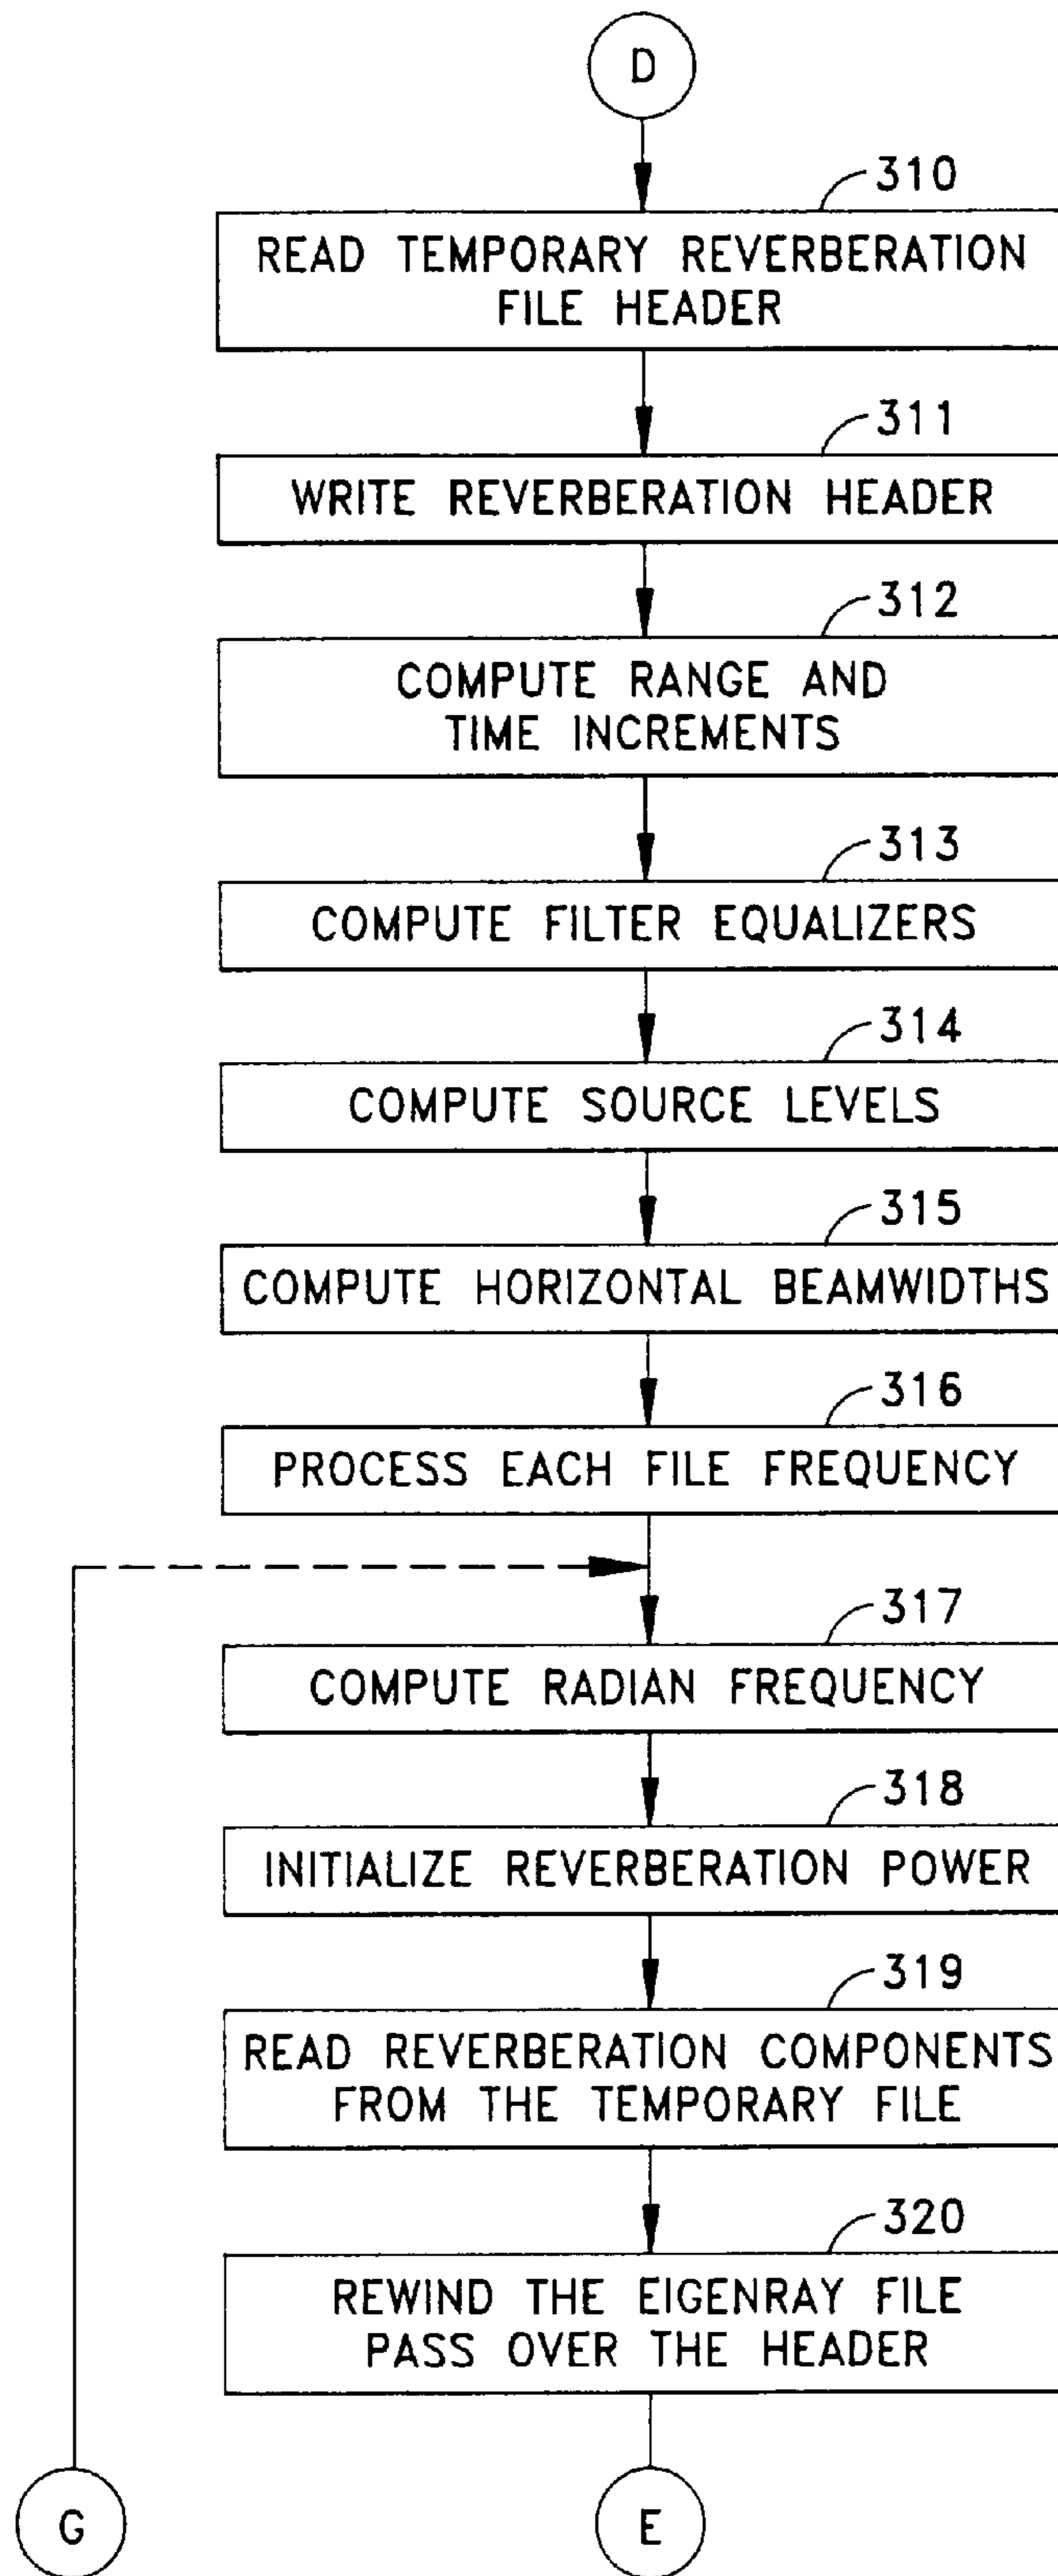 D
310
READ TEMPORARY REVERBERATION
FILE HEADER
311
WRITE REVERBERATION HEADER
312
COMPUTE RANGE AND
TIME INCREMENTS
313
COMPUTE FILTER EQUALIZERS
314
COMPUTE SOURCE LEVELS
315
COMPUTE HORIZONTAL BEAMWIDTHS
316
PROCESS EACH FILE FREQUENCY
317
COMPUTE RADIAN FREQUENCY
318
INITIALIZE REVERBERATION POWER
319
READ REVERBERATION COMPONENTS
FROM THE TEMPORARY FILE
320
REWIND THE EIGENRAY FILE
PASS OVER THE HEADER
G
E